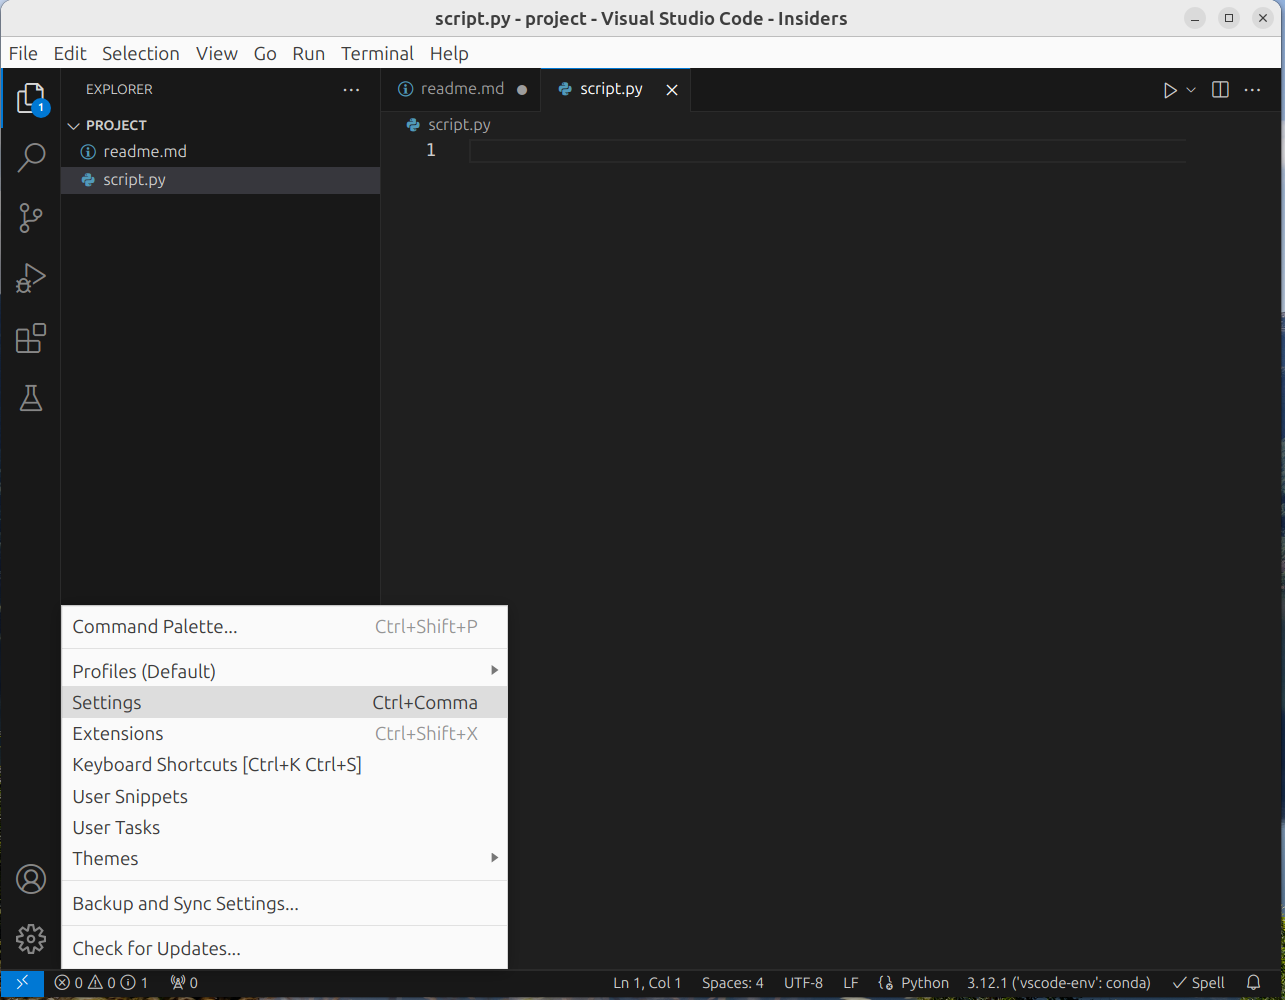 script.py - project - Visual Studio Code - Insiders
File Edit Selection View Go Run Terminal Help
1
EXPLORER
PROJECT
readme.md
script.py
readme.md
script.py
script.py
1
Command Palette... Ctrl+Shift+P
Profiles (Default)
Settings Ctrl+Comma
Extensions Ctrl+Shift+X
Keyboard Shortcuts [Ctrl+K Ctrl+S]
User Snippets
User Tasks
Themes
Backup and Sync Settings...
Check for Updates...
0 0 1 0 Ln 1, Col 1 Spaces: 4 UTF-8 LF Python 3.12.1 ('vscode-env': conda) Spell